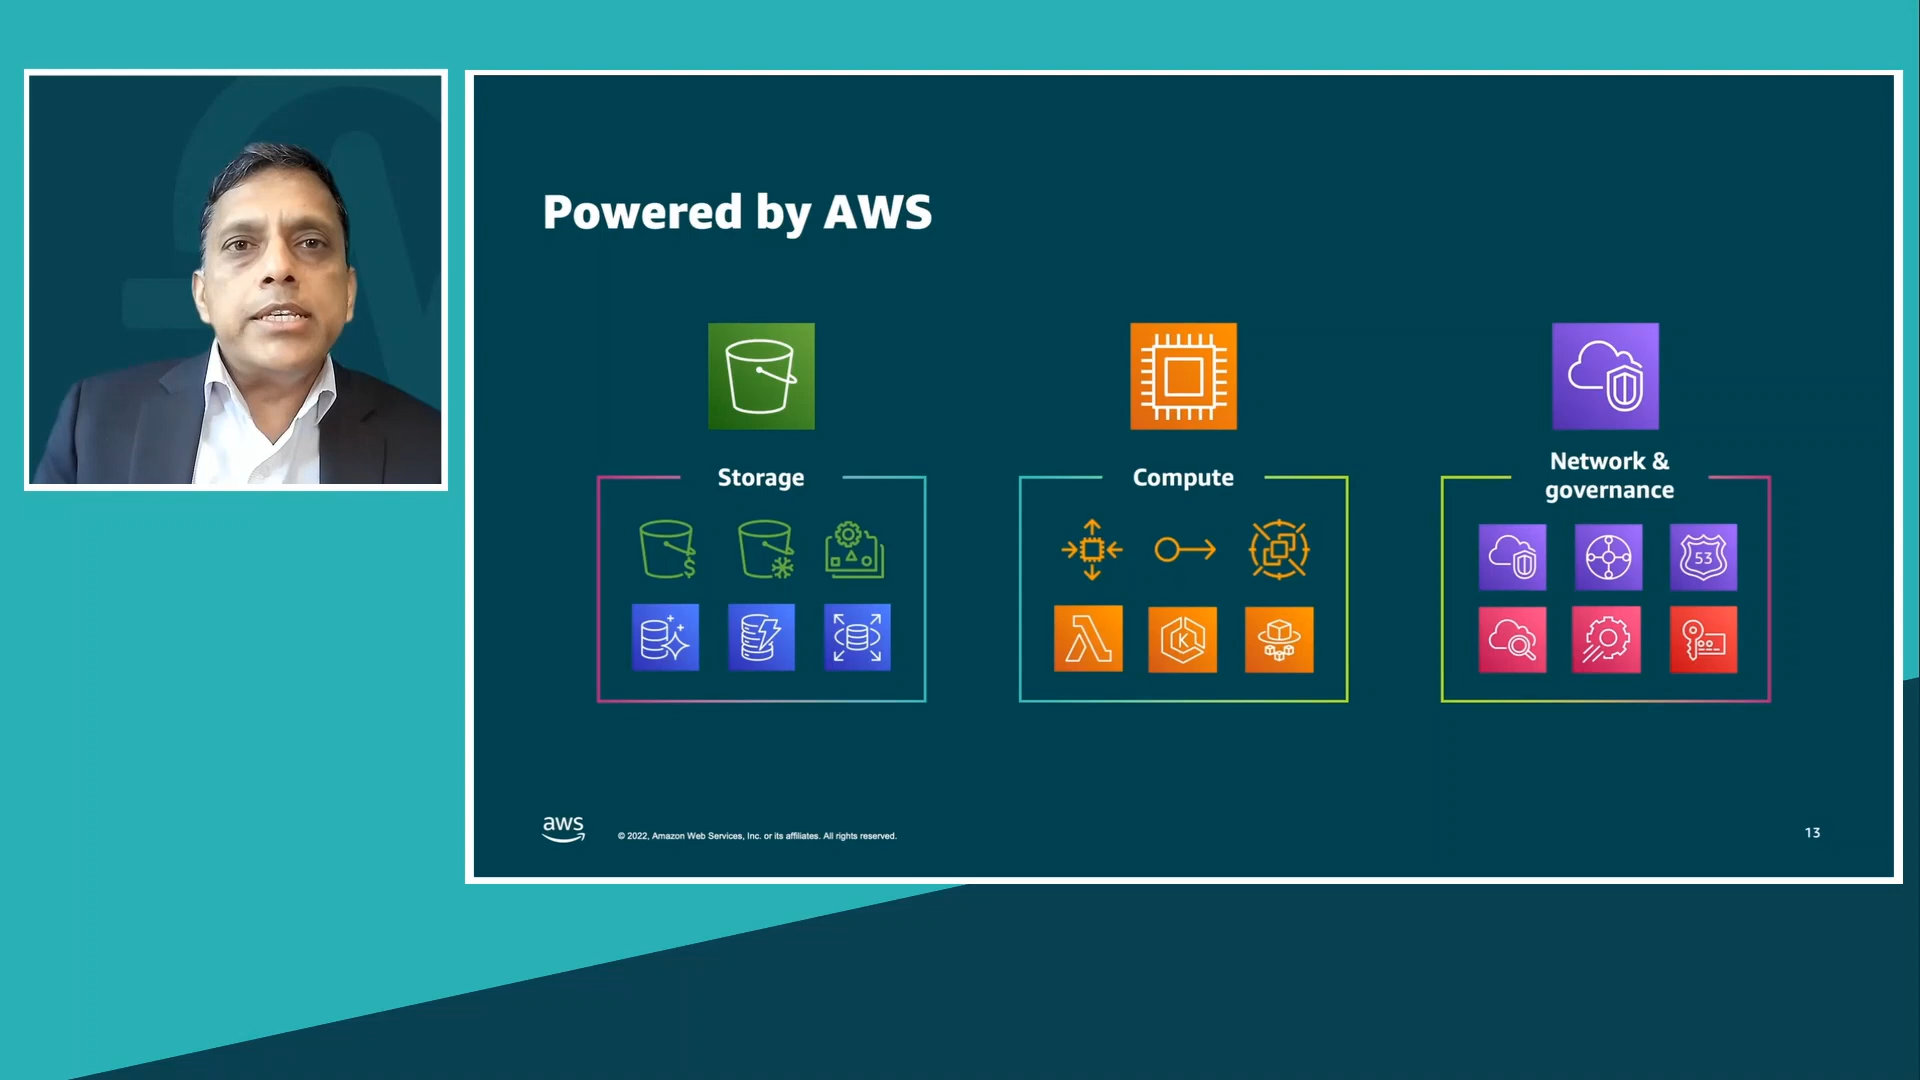 Powered by AWS
Storage
Compute
Network &
governance
$
53
K
aws
© 2022, Amazon Web Services, Inc. or its affiliates. All rights reserved.
13